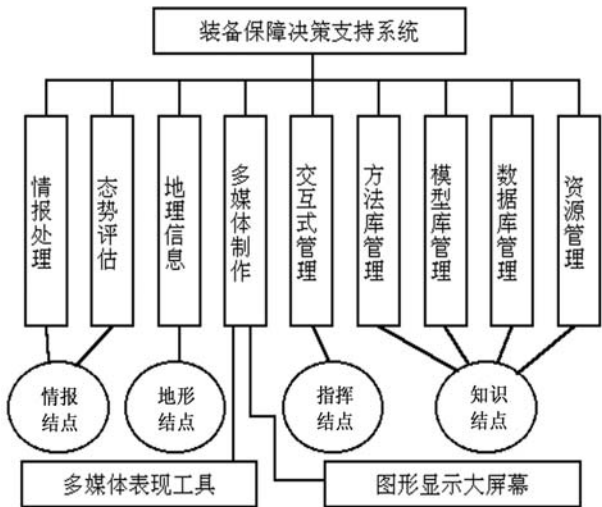 装备保障决策支持系统
情报处理
态势评估
地理信息
多媒体制作
交互式管理
方法库管理
模型库管理
数据库管理
资源管理
情报
结点
地形
结点
指挥
结点
知识
结点
多媒体表现工具
图形显示大屏幕